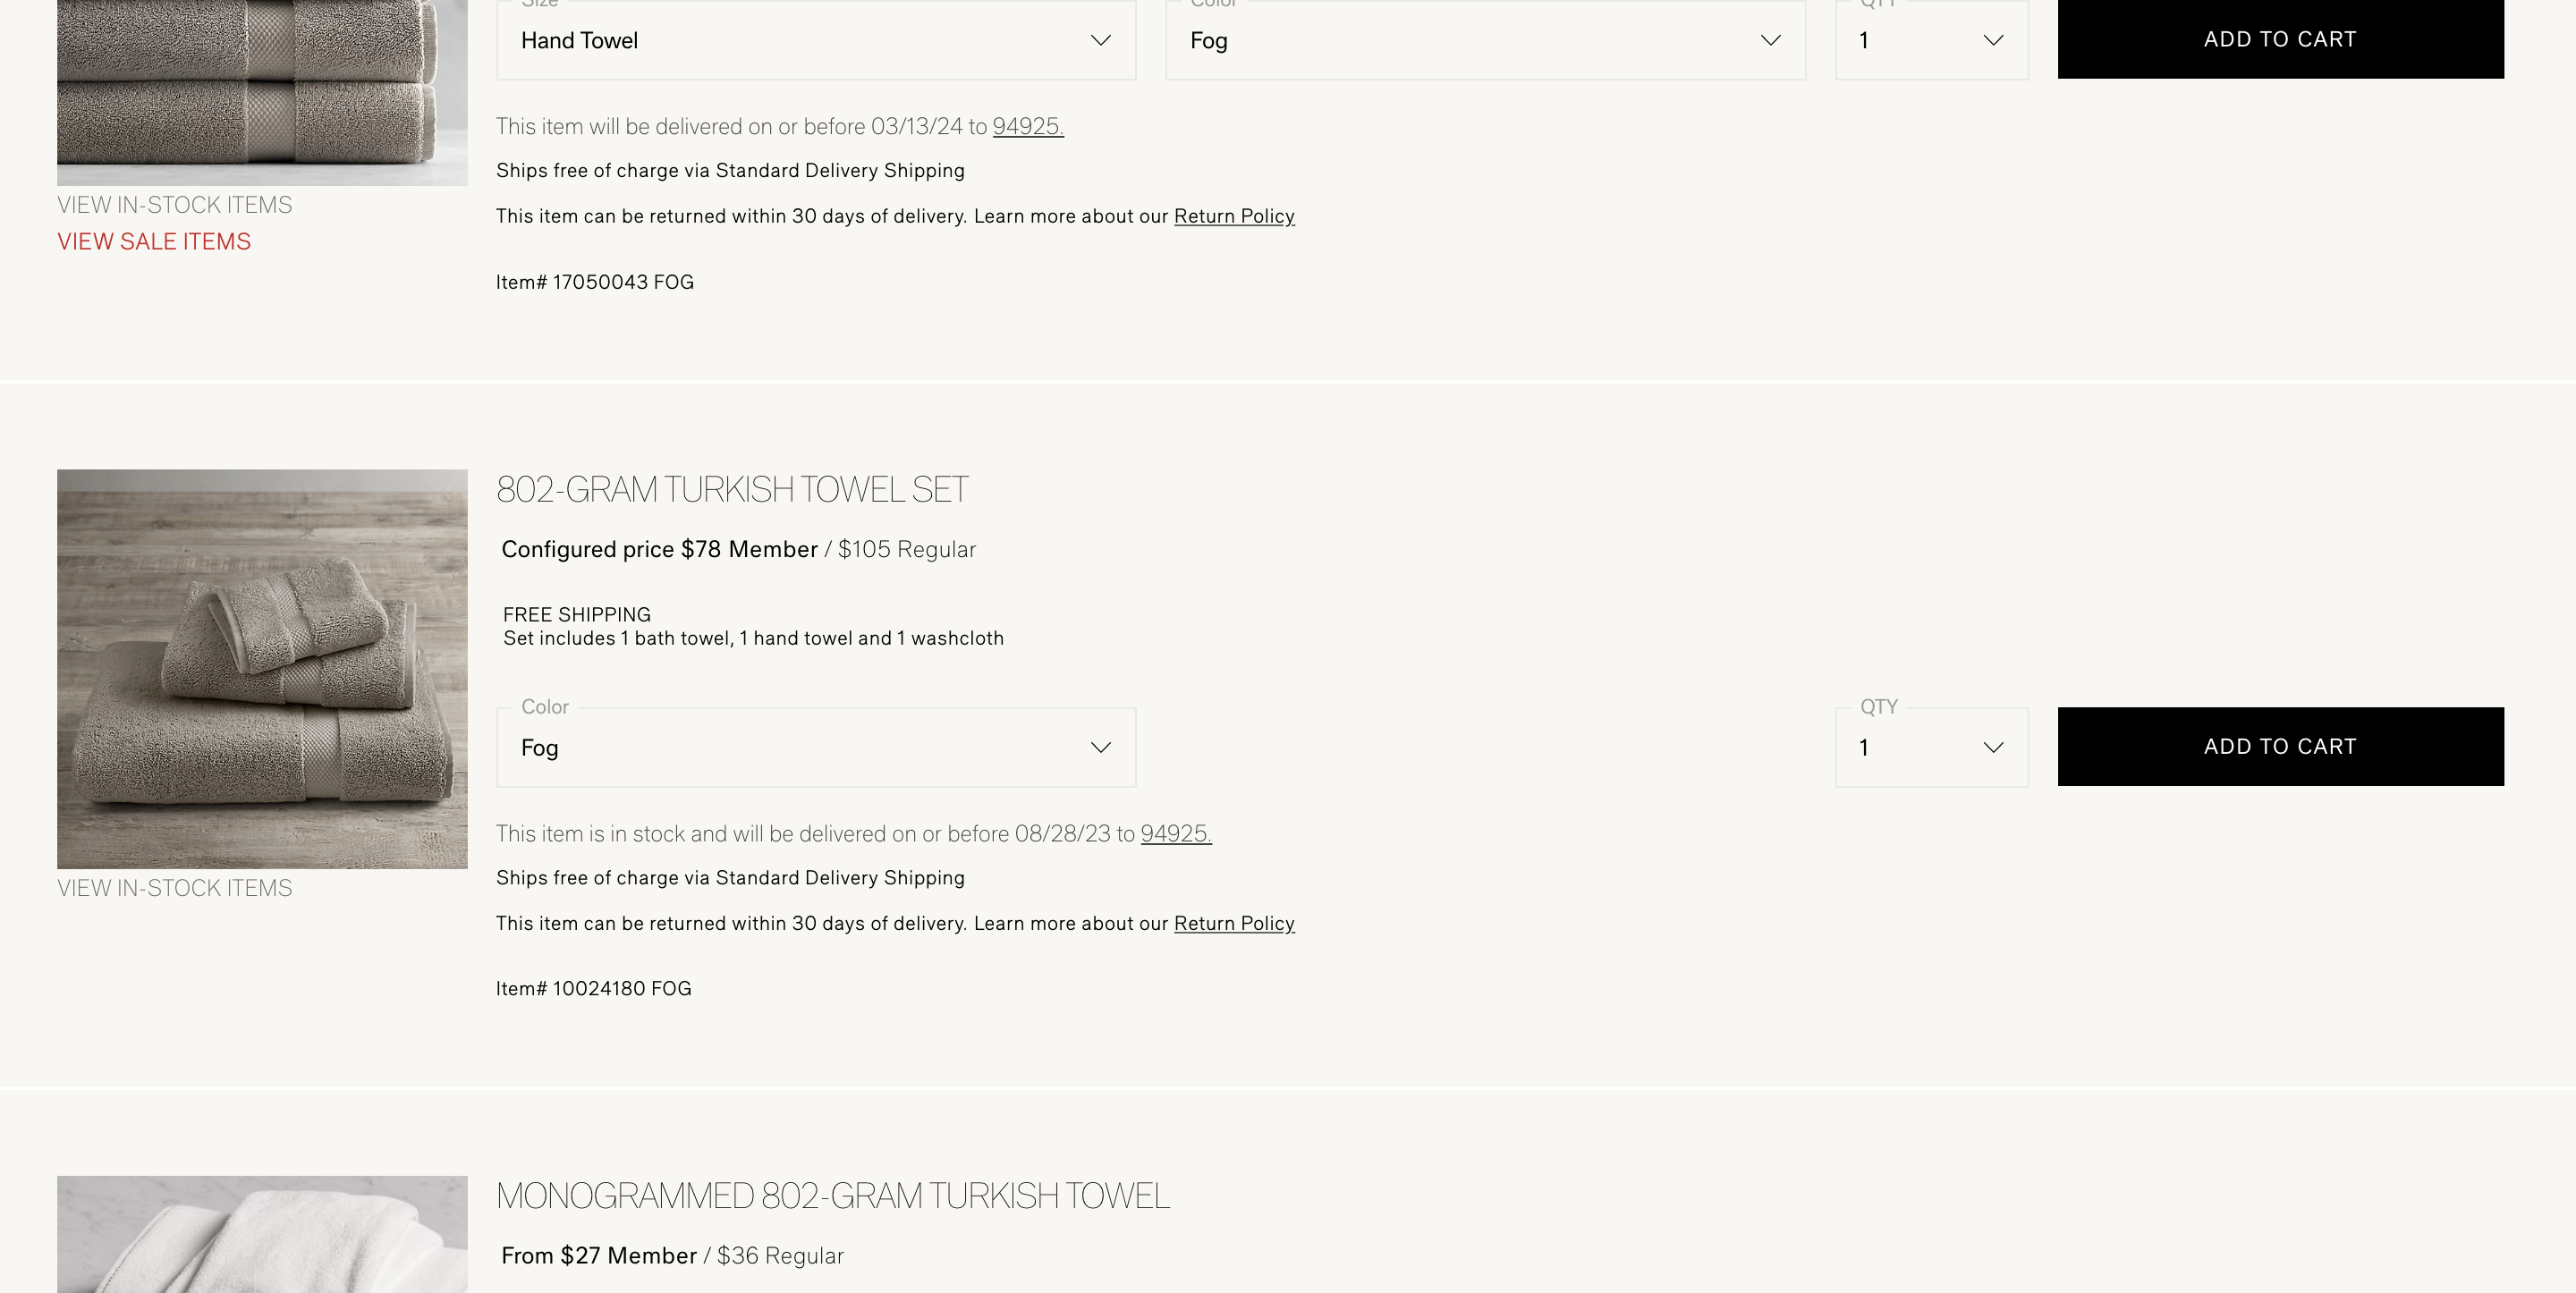 Size
Color
QTY
Hand Towel
Fog
1
ADD TO CART
This item will be delivered on or before 03/13/24 to 94925.
Ships free of charge via Standard Delivery Shipping
VIEW IN-STOCK ITEMS
This item can be returned within 30 days of delivery. Learn more about our Return Policy
VIEW SALE ITEMS
Item# 17050043 FOG
802-GRAM TURKISH TOWEL SET
Configured price $78 Member / $105 Regular
FREE SHIPPING
Set includes 1 bath towel, 1 hand towel and 1 washcloth
Color
QTY
Fog
1
ADD TO CART
This item is in stock and will be delivered on or before 08/28/23 to 94925.
Ships free of charge via Standard Delivery Shipping
VIEW IN-STOCK ITEMS
This item can be returned within 30 days of delivery. Learn more about our Return Policy
Item# 10024180 FOG
MONOGRAMMED 802-GRAM TURKISH TOWEL
From $27 Member / $36 Regular